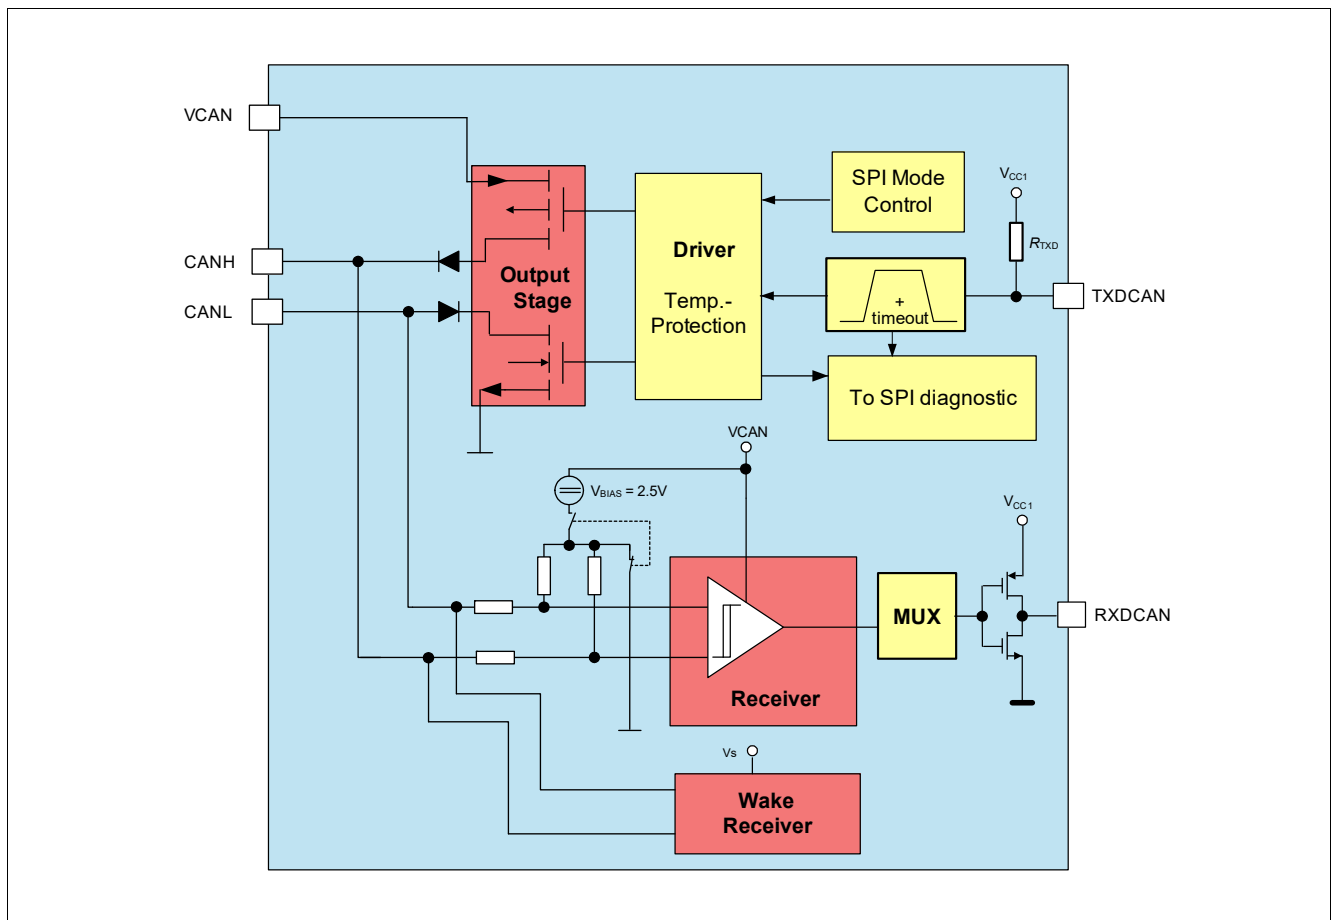 VCAN
CANH
CANL
Output
Stage
Driver
Temp.-
Protection
SPI Mode
Control
+
timeout
To SPI diagnostic
VCC1
RTXD
TXDCAN
VCAN
VBIAS = 2.5V
Receiver
MUX
VCC1
RXDCAN
Vs
Wake
Receiver